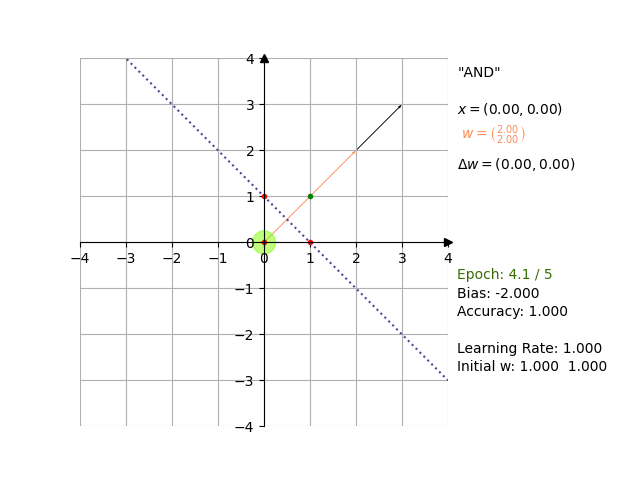 "AND"
x = (0.00, 0.00)
w = (2.00 2.00)
Δw = (0.00, 0.00)
4
3
2
1
0
−4 −3 −2 −1 0 1 2 3 4
−1
−2
−3
−4
Epoch: 4.1 / 5
Bias: -2.000
Accuracy: 1.000
Learning Rate: 1.000
Initial w: 1.000 1.000